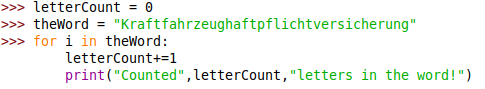 >>> letterCount = 0
>>> theWord = "Kraftfahrzeughaftpflichtversicherung"
>>> for i in theWord:
        letterCount+=1
        print("Counted",letterCount,"letters in the word!")